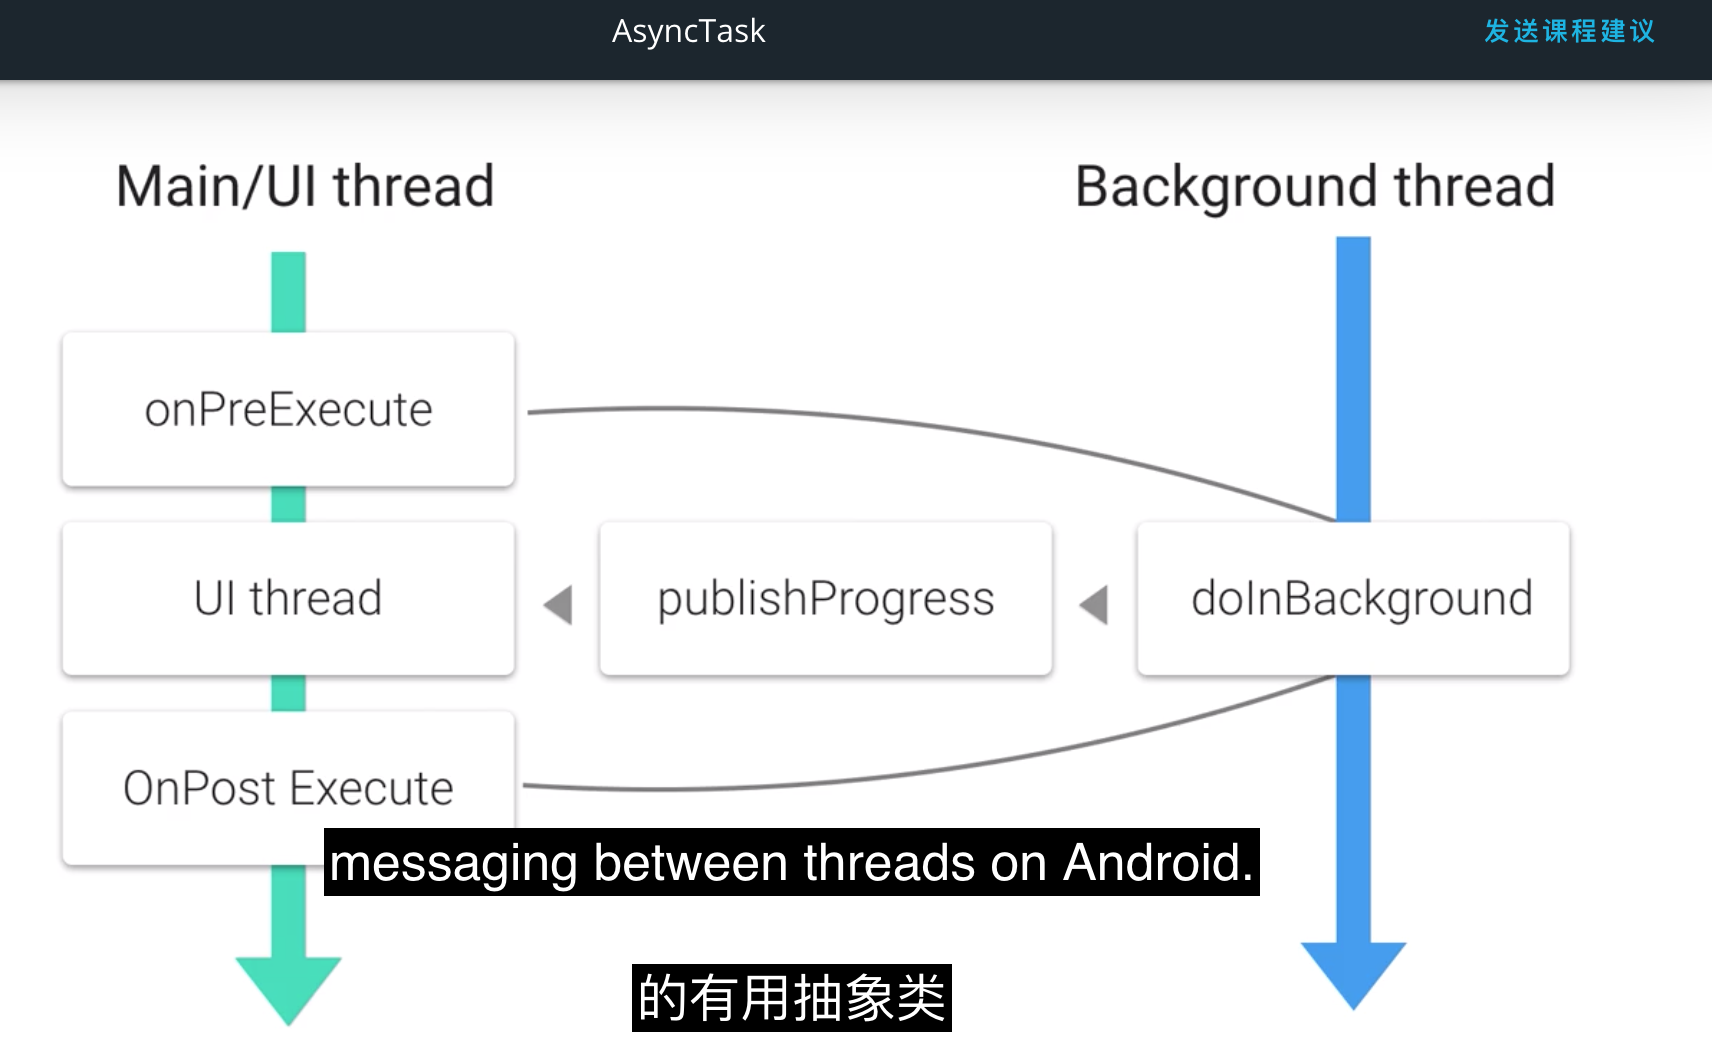 AsyncTask
发送课程建议
Main/UI thread
Background thread
onPreExecute
UI thread
publishProgress
doInBackground
OnPost Execute
messaging between threads on Android.
的有用抽象类